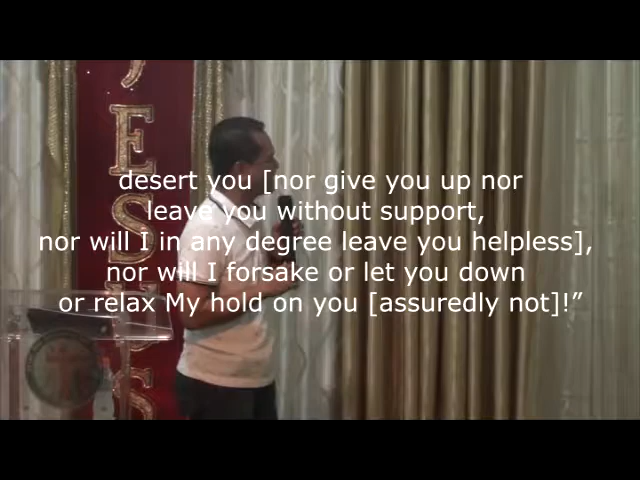 JESUS
desert you [nor give you up nor
leave you without support,
nor will I in any degree leave you helpless],
nor will I forsake or let you down
or relax My hold on you [assuredly not]!”